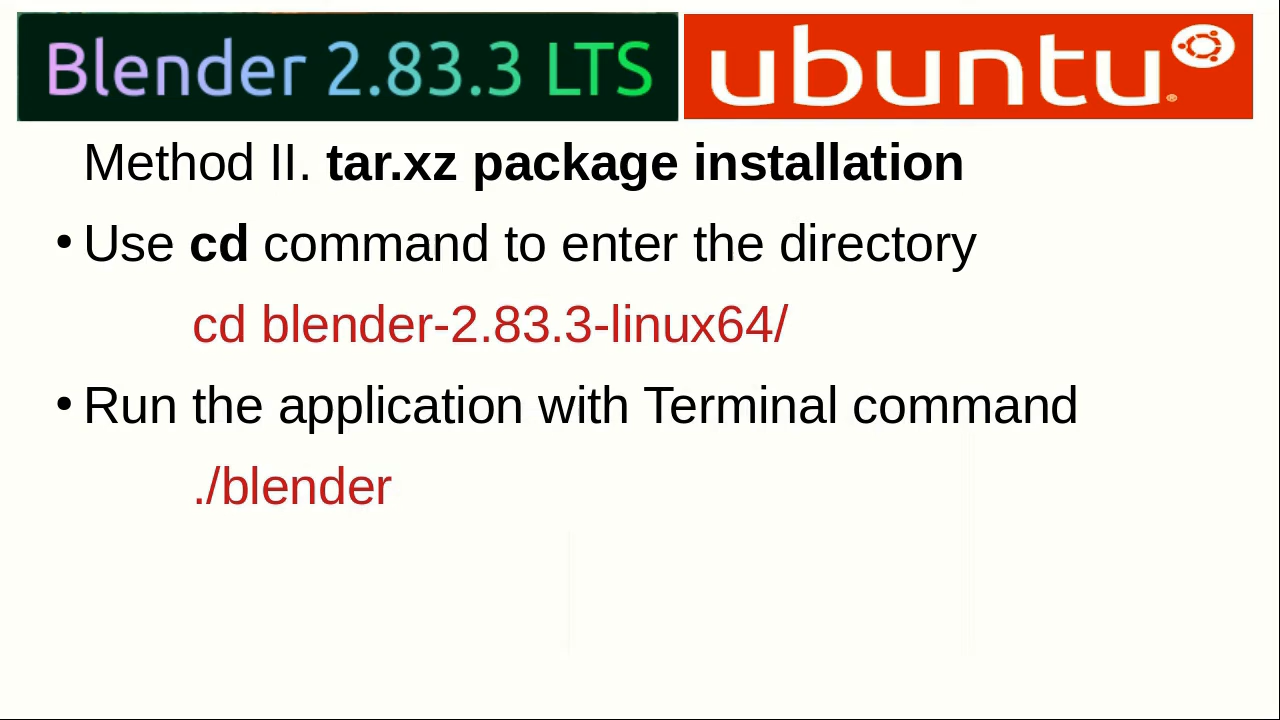 Blender 2.83.3 LTS
ubuntu®
Method II. tar.xz package installation
• Use cd command to enter the directory
cd blender-2.83.3-linux64/
• Run the application with Terminal command
./blender